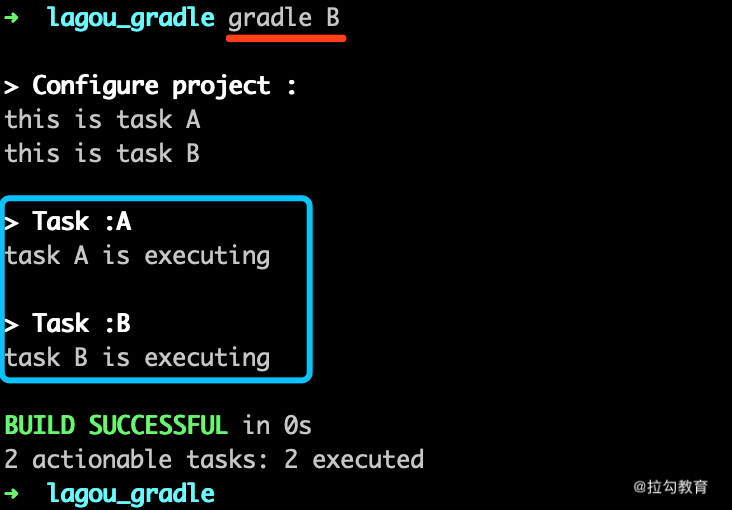 ➜  lagou_gradle gradle B
> Configure project :
this is task A
this is task B
> Task :A
task A is executing
> Task :B
task B is executing
BUILD SUCCESSFUL in 0s
2 actionable tasks: 2 executed
➜  lagou_gradle
@拉勾教育